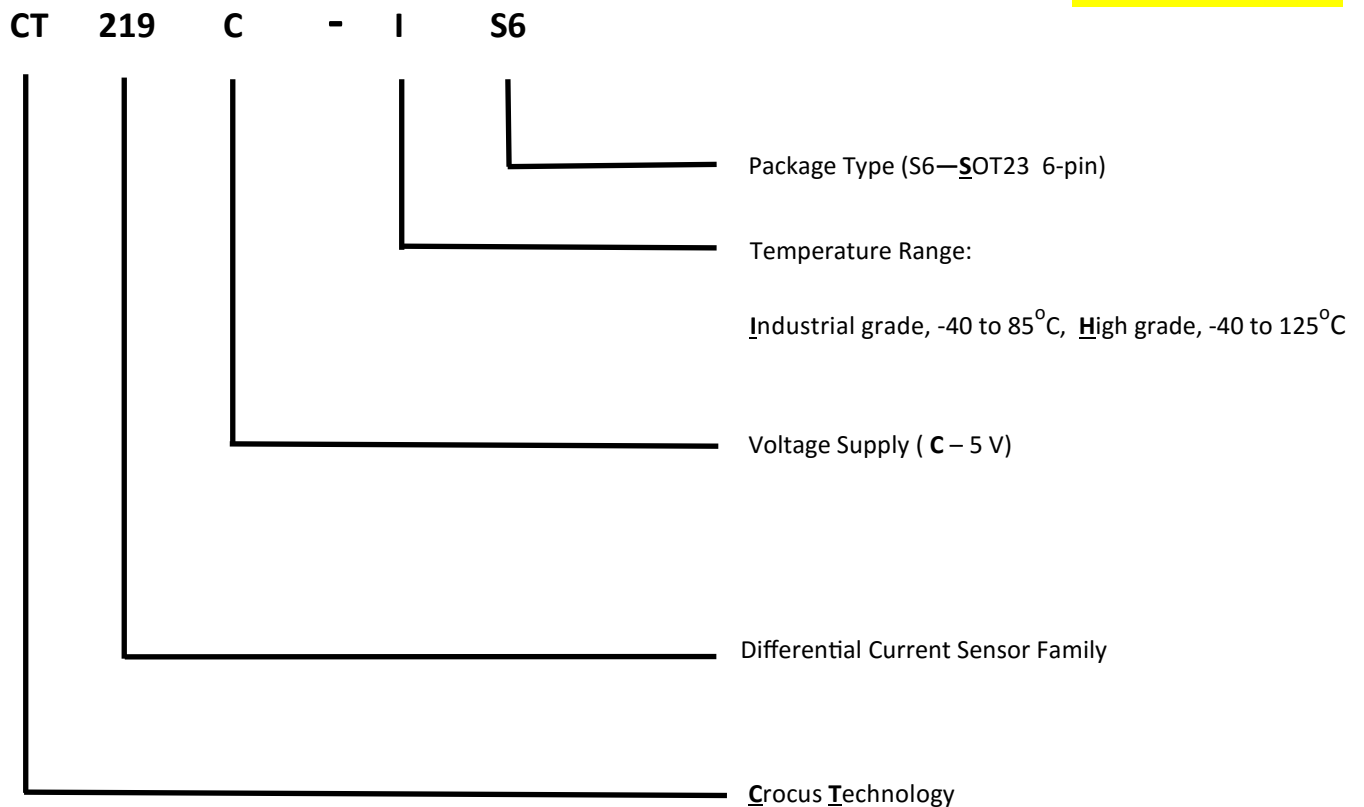 CT 219 C - I S6
Package Type (S6—SOT23 6-pin)
Temperature Range:
Industrial grade, -40 to 85°C, High grade, -40 to 125°C
Voltage Supply ( C – 5 V)
Differential Current Sensor Family
Crocus Technology